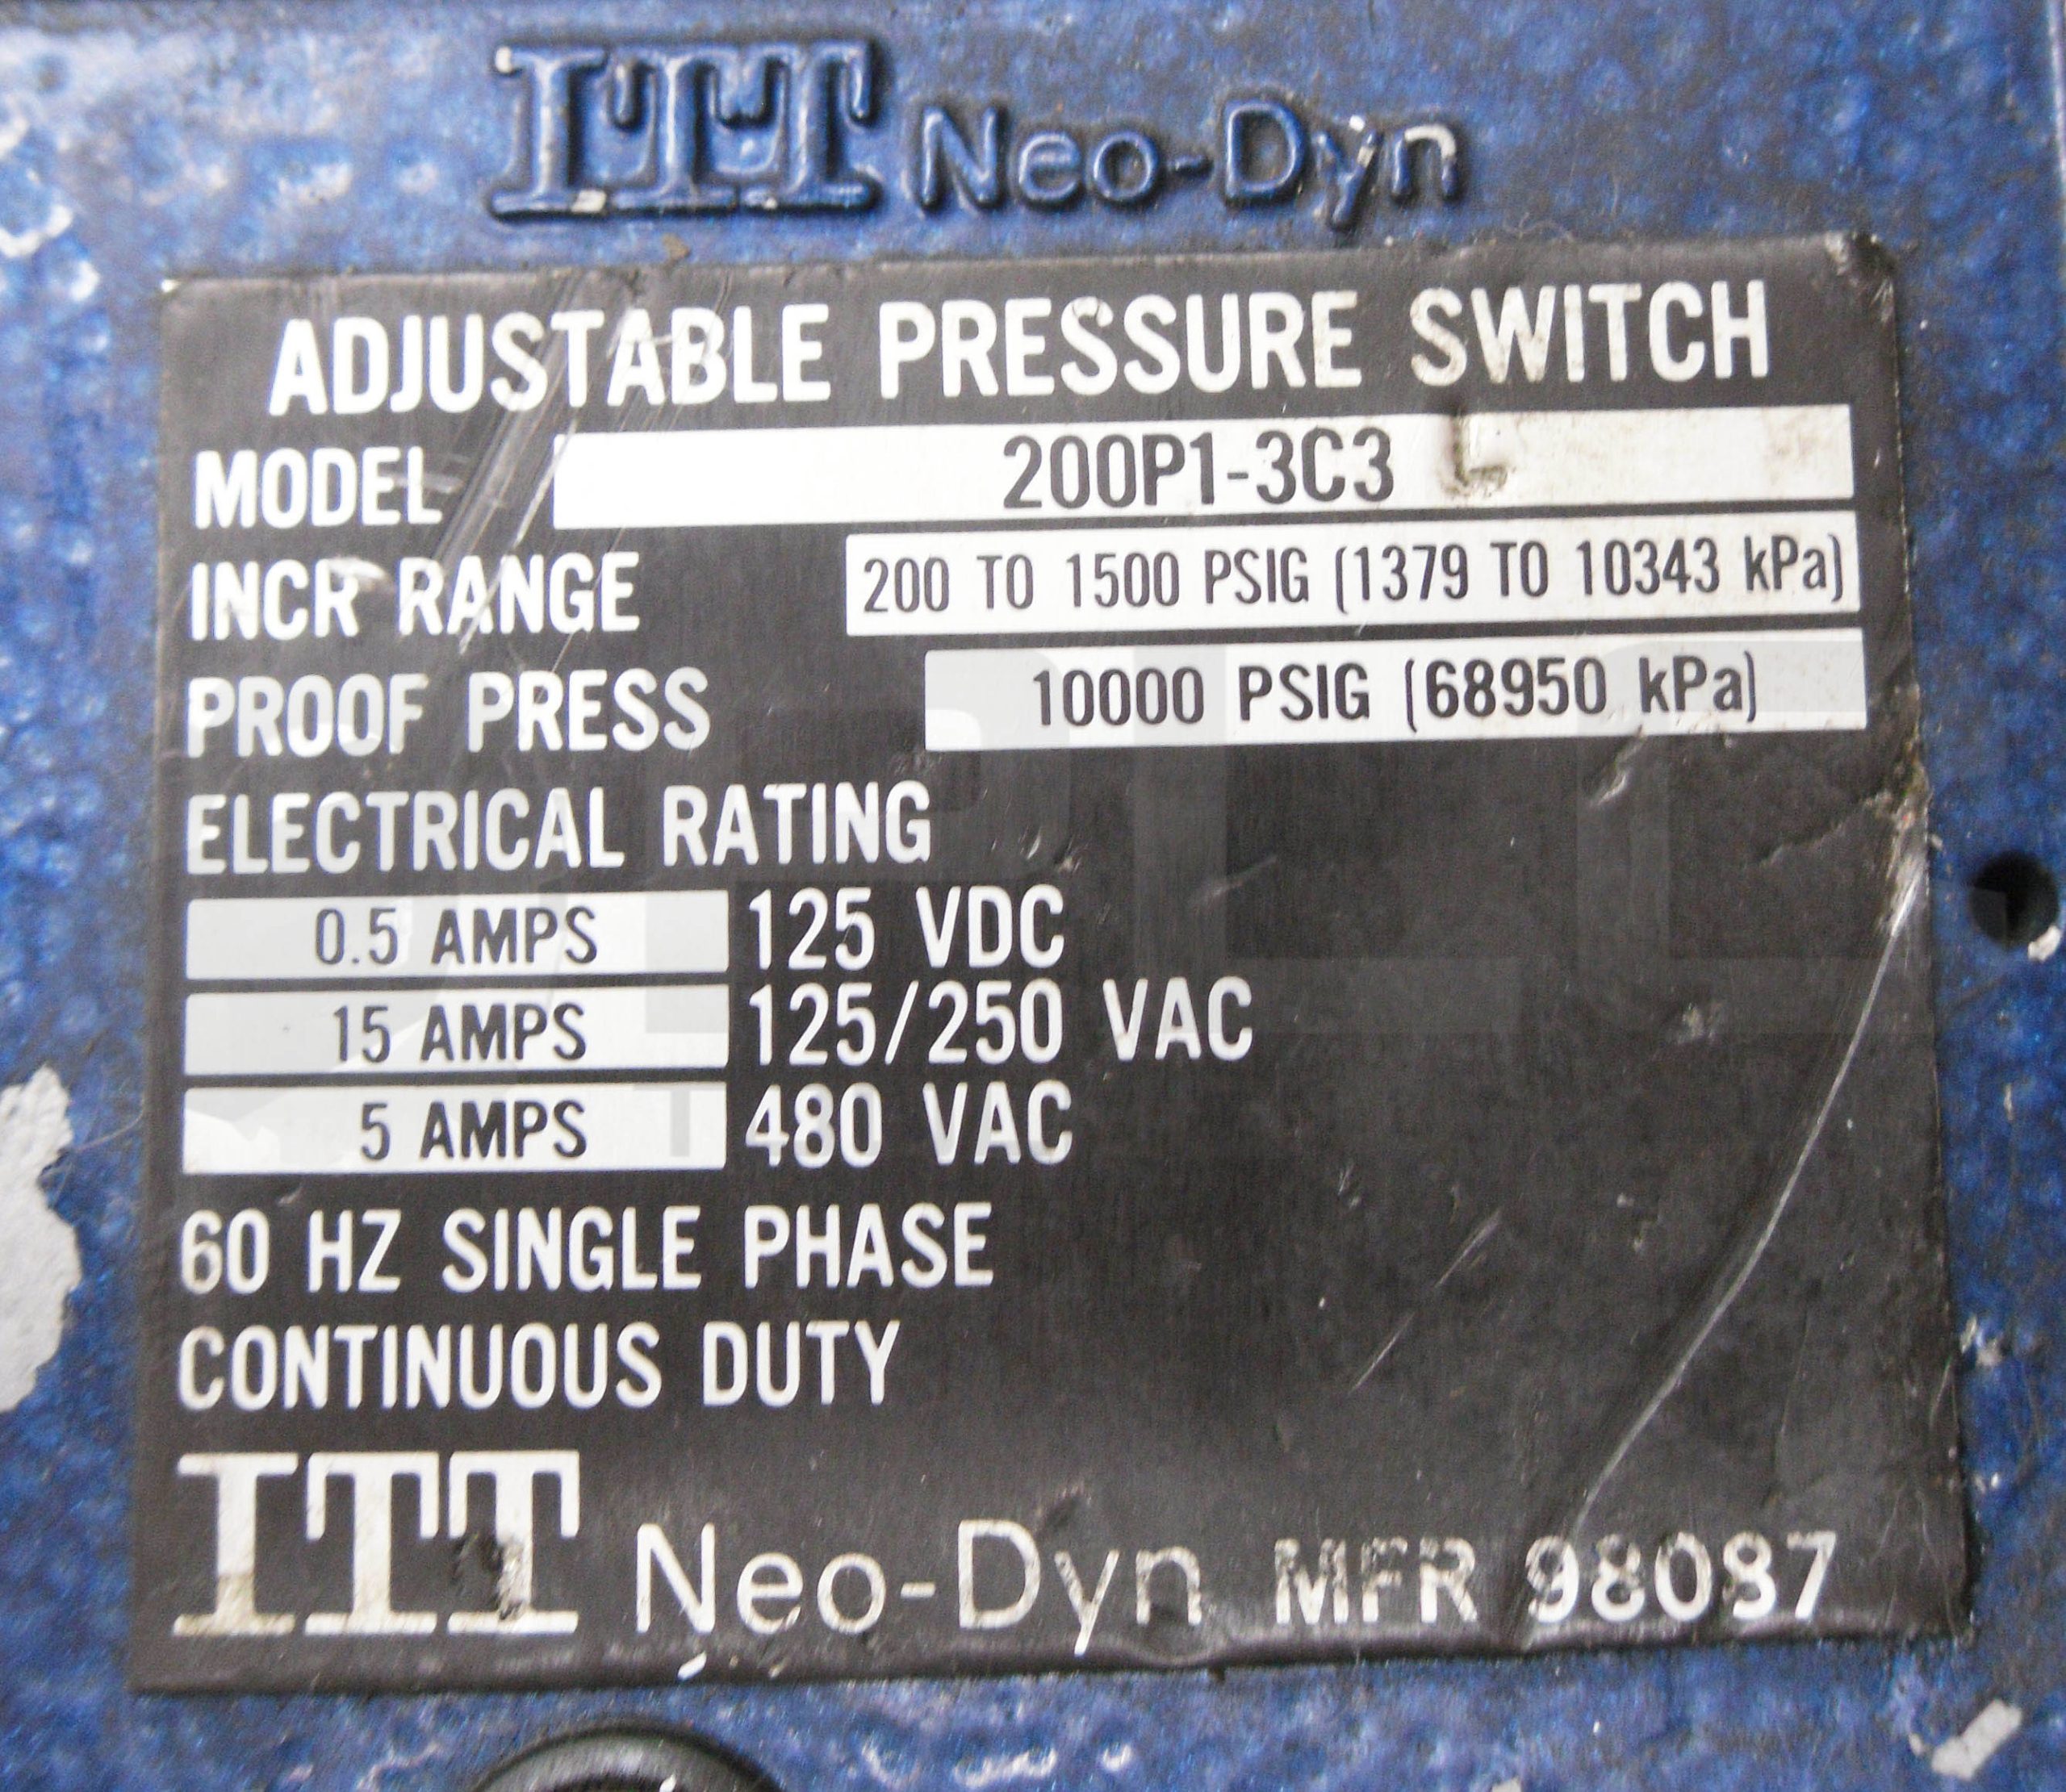 ITT Neo-Dyn
ADJUSTABLE PRESSURE SWITCH
MODEL 200P1-3C3
INCR RANGE 200 TO 1500 PSIG (1379 TO 10343 kPa)
PROOF PRESS 10000 PSIG (68950 kPa)
ELECTRICAL RATING
0.5 AMPS 125 VDC
15 AMPS 125/250 VAC
5 AMPS 480 VAC
60 HZ SINGLE PHASE
CONTINUOUS DUTY
ITT Neo-Dyn MFR 98087